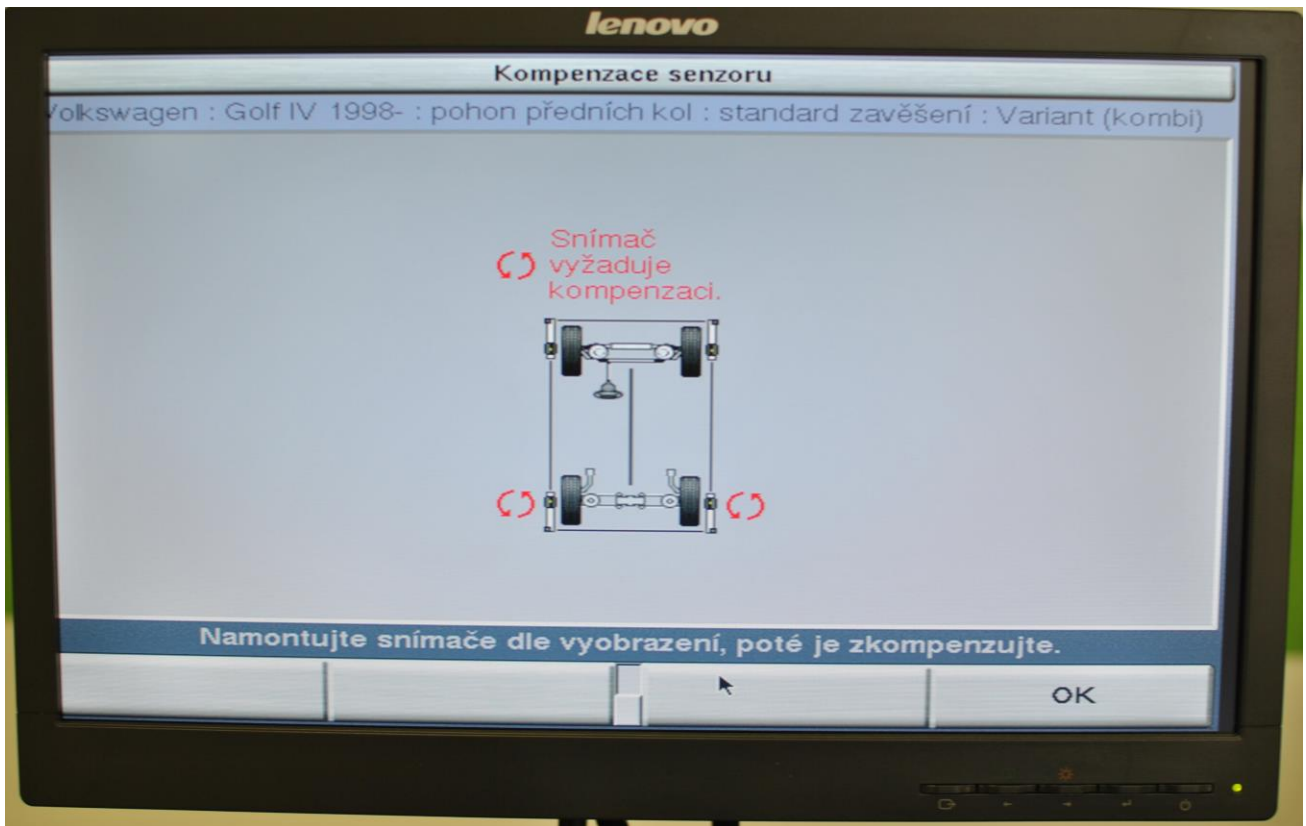 lenovo
Kompenzace senzoru
olkswagen : Golf IV 1998- : pohon předních kol : standard zavěšení : Variant (kombi)
Snímač
vyžaduje
kompenzaci.
Namontujte snímače dle vyobrazení, poté je zkompenzujte.
OK